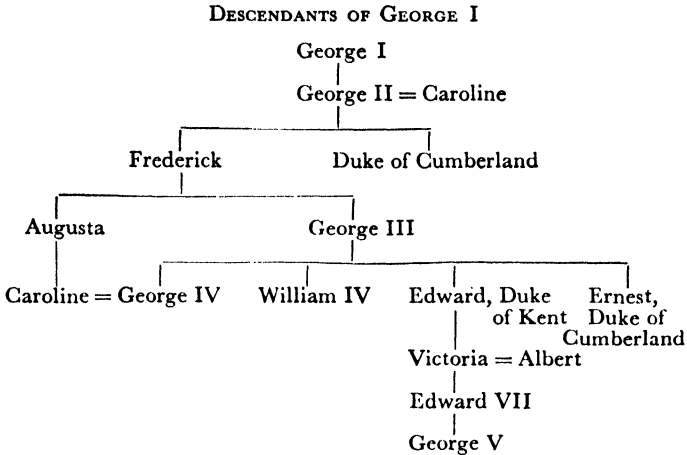 DESCENDANTS OF GEORGE I
George I
George II = Caroline
Frederick Duke of Cumberland
Augusta George III
Caroline = George IV William IV Edward, Duke Ernest,
of Kent Duke of
Cumberland
Victoria = Albert
Edward VII
George V